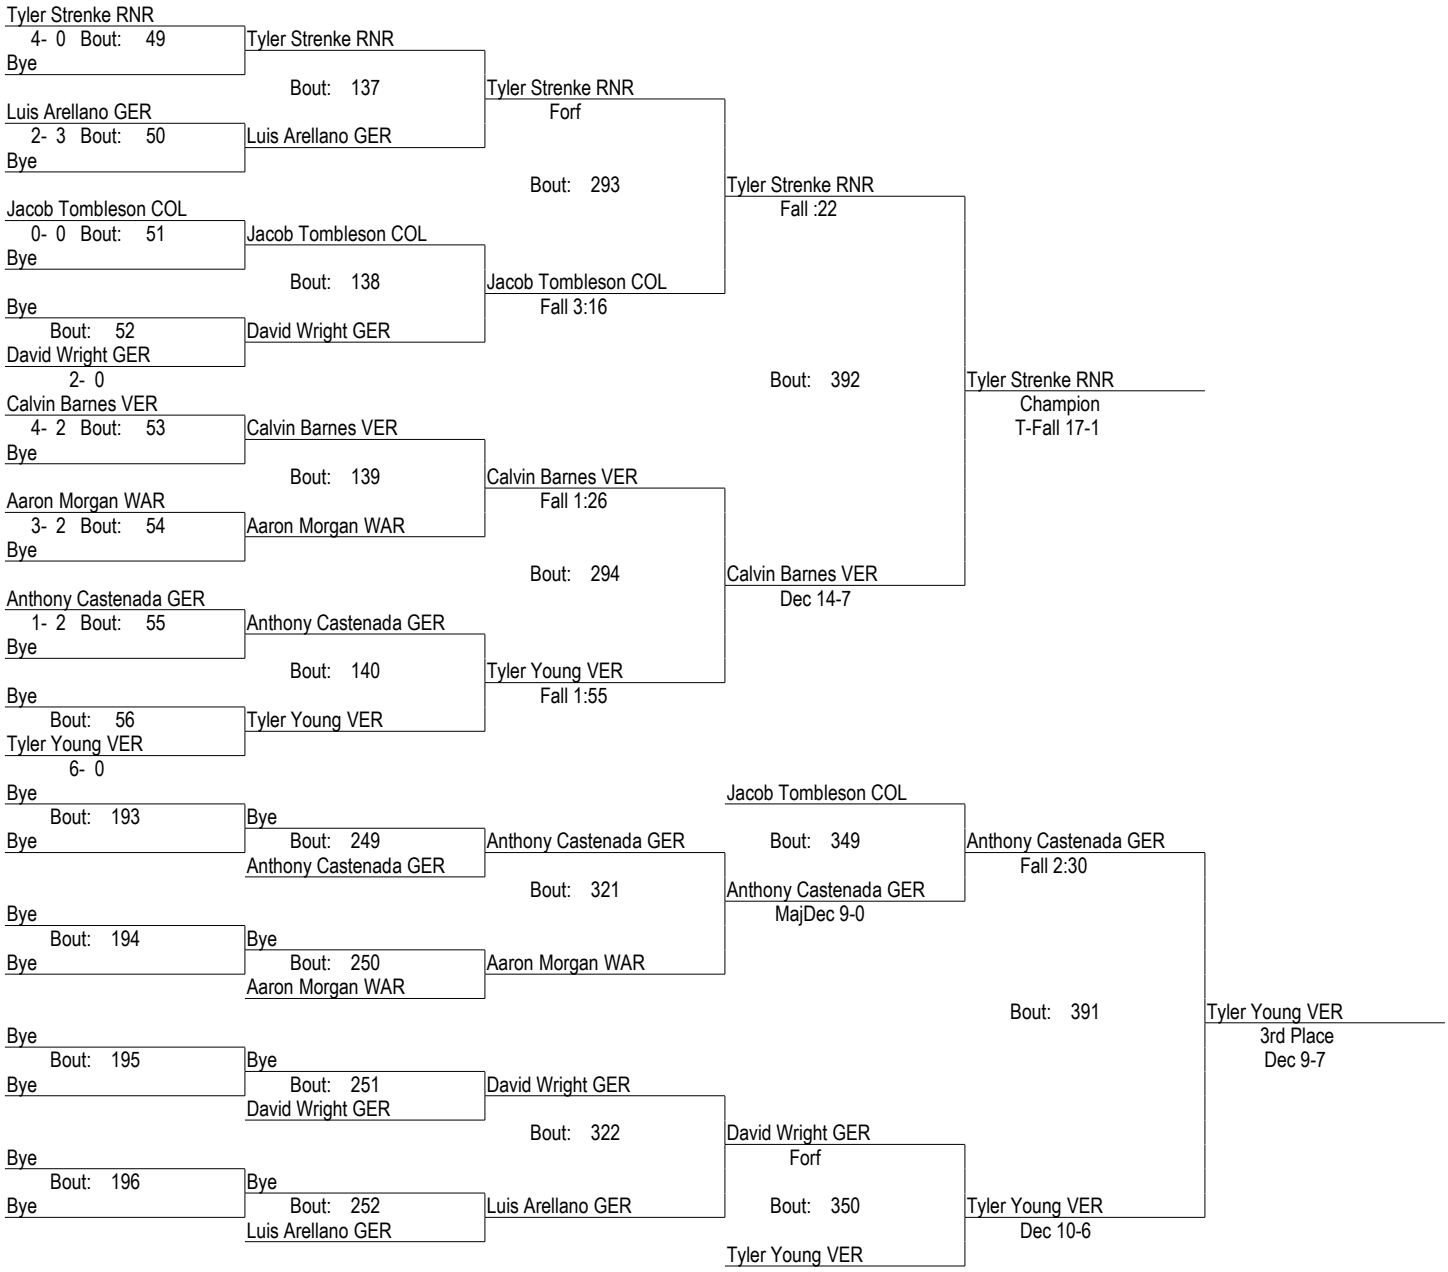 Tyler Strenke RNR
4- 0 Bout: 49 Tyler Strenke RNR
Bye
Bout: 137 Tyler Strenke RNR
Luis Arellano GER Forf
2- 3 Bout: 50 Luis Arellano GER
Bye
Bout: 293 Tyler Strenke RNR
Jacob Tombleson COL Fall :22
0- 0 Bout: 51 Jacob Tombleson COL
Bye
Bout: 138 Jacob Tombleson COL
Bye Fall 3:16
Bout: 52 David Wright GER
David Wright GER
2- 0 Bout: 392 Tyler Strenke RNR
Calvin Barnes VER Champion
4- 2 Bout: 53 Calvin Barnes VER T-Fall 17-1
Bye
Bout: 139 Calvin Barnes VER
Aaron Morgan WAR Fall 1:26
3- 2 Bout: 54 Aaron Morgan WAR
Bye
Bout: 294 Calvin Barnes VER
Anthony Castenada GER Dec 14-7
1- 2 Bout: 55 Anthony Castenada GER
Bye
Bout: 140 Tyler Young VER
Bye Fall 1:55
Bout: 56 Tyler Young VER
Tyler Young VER
6- 0
Bye Jacob Tombleson COL
Bout: 193 Bye
Bye Bout: 249 Anthony Castenada GER Bout: 349 Anthony Castenada GER
Anthony Castenada GER Fall 2:30
Bout: 321 Anthony Castenada GER
Bye MajDec 9-0
Bout: 194 Bye
Bye Bout: 250 Aaron Morgan WAR
Aaron Morgan WAR
Bout: 391 Tyler Young VER
Bye 3rd Place
Bout: 195 Bye Dec 9-7
Bye Bout: 251 David Wright GER
David Wright GER
Bout: 322 David Wright GER
Bye Forf
Bout: 196 Bye
Bye Bout: 252 Luis Arellano GER Bout: 350 Tyler Young VER
Luis Arellano GER Dec 10-6
Tyler Young VER